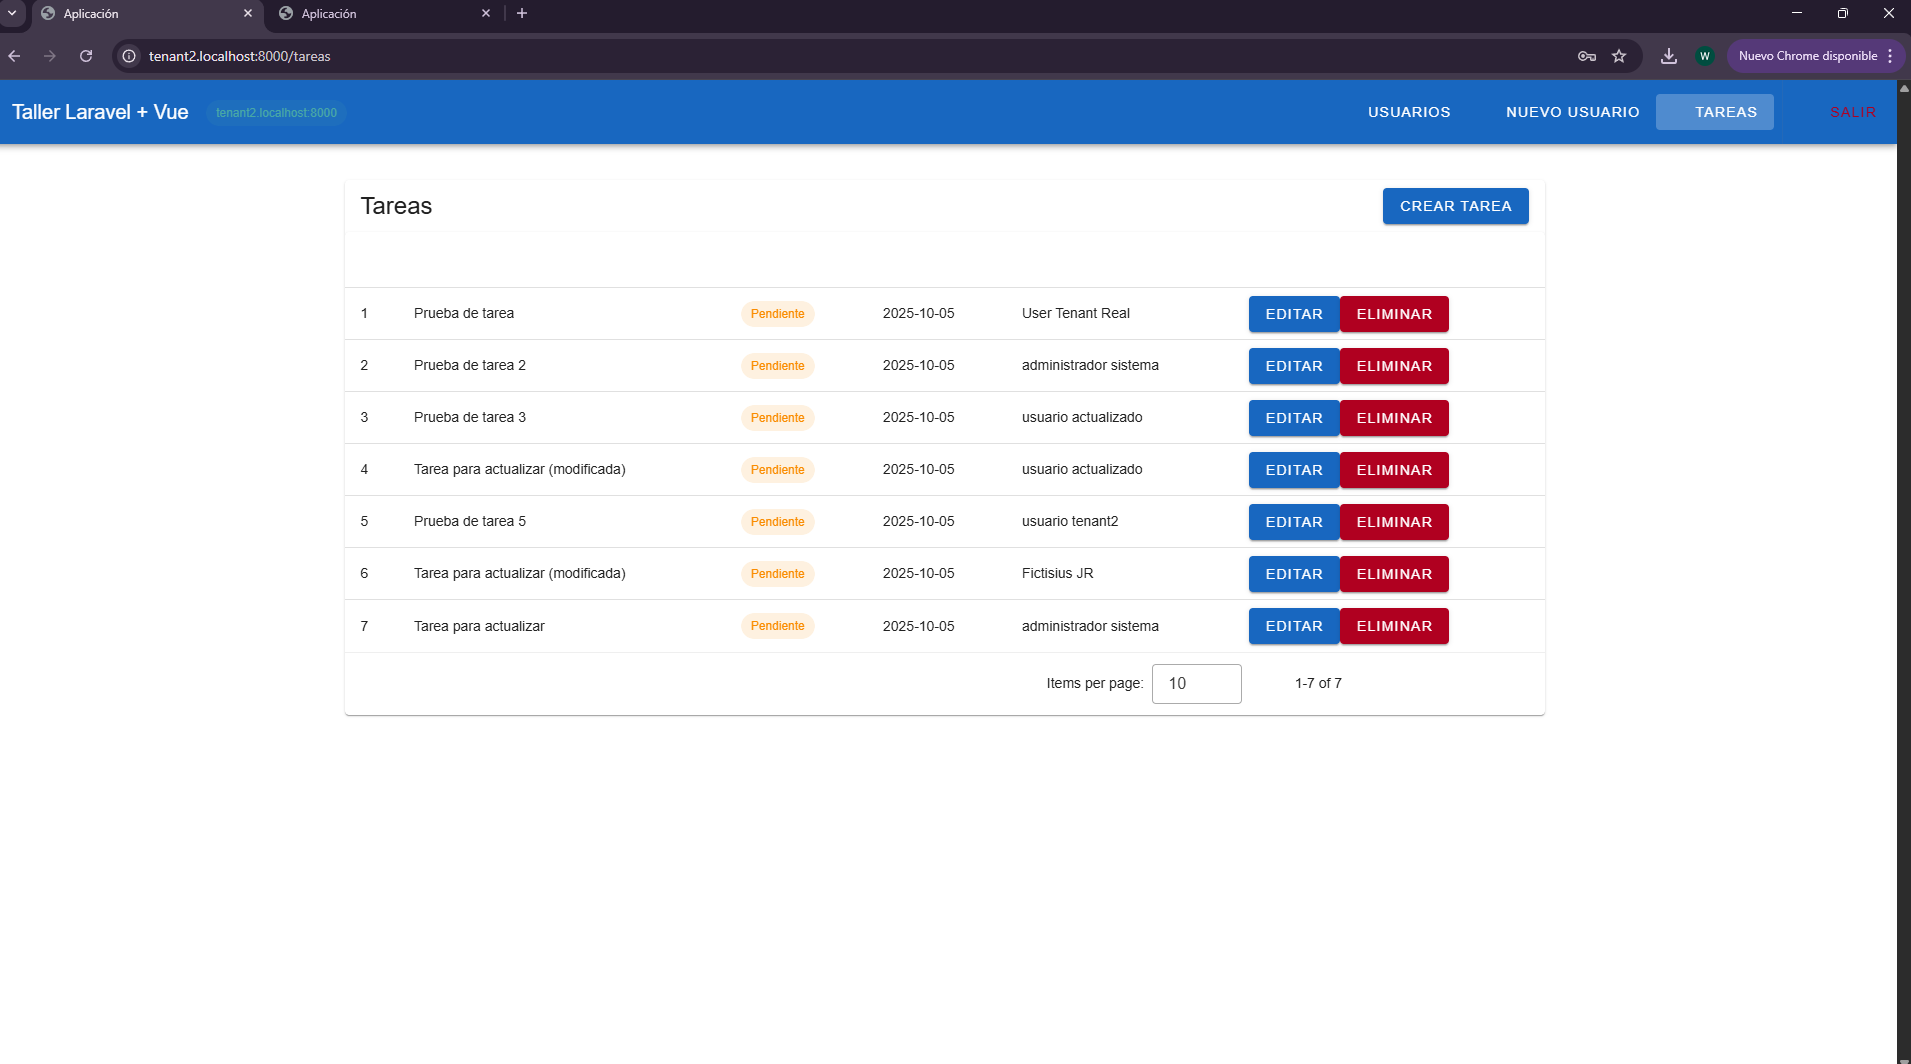 Aplicación
Aplicación
tenant2.localhost:8000/tareas
W
Nuevo Chrome disponible
Taller Laravel + Vue
tenant2.localhost:8000
USUARIOS
NUEVO USUARIO
TAREAS
SALIR
Tareas
CREAR TAREA
1 Prueba de tarea Pendiente 2025-10-05 User Tenant Real EDITAR ELIMINAR
2 Prueba de tarea 2 Pendiente 2025-10-05 administrador sistema EDITAR ELIMINAR
3 Prueba de tarea 3 Pendiente 2025-10-05 usuario actualizado EDITAR ELIMINAR
4 Tarea para actualizar (modificada) Pendiente 2025-10-05 usuario actualizado EDITAR ELIMINAR
5 Prueba de tarea 5 Pendiente 2025-10-05 usuario tenant2 EDITAR ELIMINAR
6 Tarea para actualizar (modificada) Pendiente 2025-10-05 Fictisius JR EDITAR ELIMINAR
7 Tarea para actualizar Pendiente 2025-10-05 administrador sistema EDITAR ELIMINAR
Items per page: 10 1-7 of 7